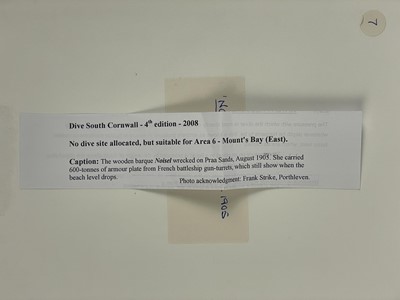 7
Dive South Cornwall - 4th edition - 2008
No dive site allocated, but suitable for Area 6 - Mount's Bay (East).
Caption: The wooden barque Noisel wrecked on Praa Sands, August 1905. She carried
600-tonnes of armour plate from French battleship gun-turrets, which still show when the
beach level drops.
Photo acknowledgment: Frank Strike, Porthleven.